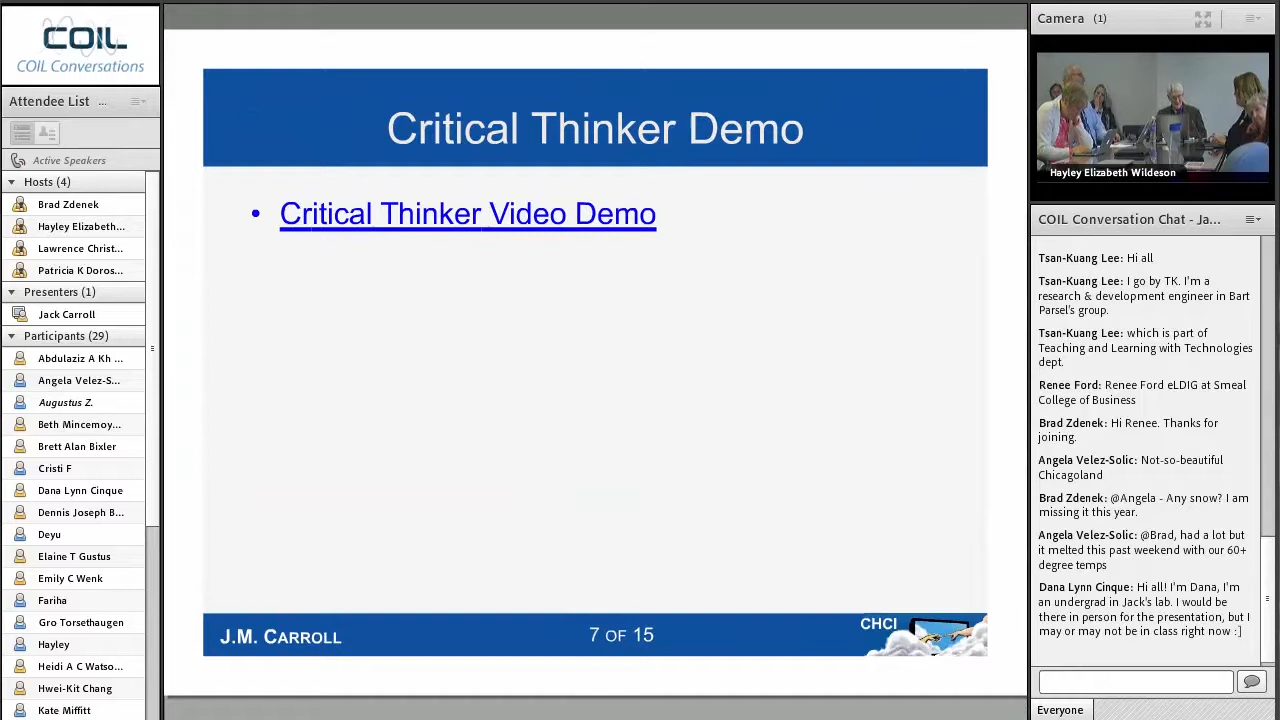 COIL
COIL Conversations
Attendee List ...
Active Speakers
Hosts (4)
Brad Zdenek
Hayley Elizabeth...
Lawrence Christ...
Patricia K Doros...
Presenters (1)
Jack Carroll
Participants (29)
Abdulaziz A Kh ...
Angela Velez-S...
Augustus Z.
Beth Mincemoy...
Brett Alan Bixler
Cristi F
Dana Lynn Cinque
Dennis Joseph B...
Deyu
Elaine T Gustus
Emily C Wenk
Fariha
Gro Torsethaugen
Hayley
Heidi A C Watso...
Hwei-Kit Chang
Kate Miffitt
Critical Thinker Demo
• Critical Thinker Video Demo
J.M. CARROLL
7 OF 15
CHCI
Camera (1)
Hayley Elizabeth Wildeson
COIL Conversation Chat - Ja...
Tsan-Kuang Lee: Hi all
Tsan-Kuang Lee: I go by TK. I'm a
research & development engineer in Bart
Parsel's group.
Tsan-Kuang Lee: which is part of
Teaching and Learning with Technologies
dept.
Renee Ford: Renee Ford eLDIG at Smeal
College of Business
Brad Zdenek: Hi Renee. Thanks for
joining.
Angela Velez-Solic: Not-so-beautiful
Chicagoland
Brad Zdenek: @Angela - Any snow? I am
missing it this year.
Angela Velez-Solic: @Brad, had a lot but
it melted this past weekend with our 60+
degree temps
Dana Lynn Cinque: Hi all! I'm Dana, I'm
an undergrad in Jack's lab. I would be
there in person for the presentation, but I
may or may not be in class right now :]
Everyone